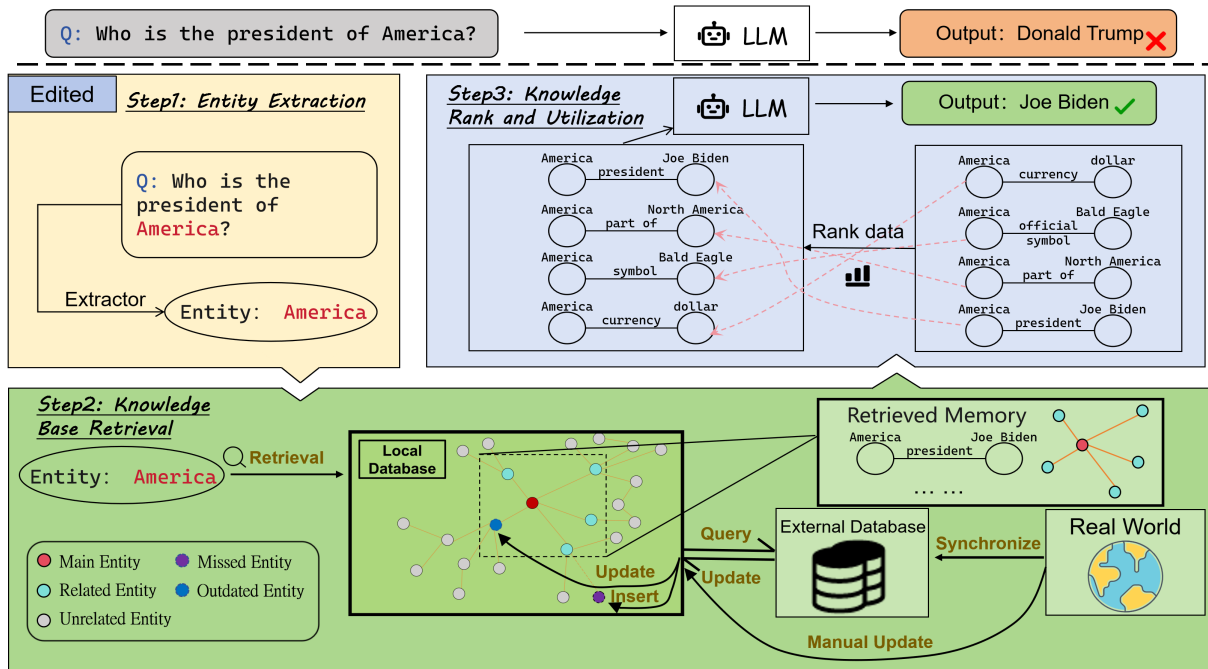 Q: Who is the president of America?
LLM
Output: Donald Trump
Edited
Step1: Entity Extraction
Q: Who is the
president of
America?
Extractor
Entity: America
Step3: Knowledge
Rank and Utilization
LLM
Output: Joe Biden
America
president
Joe Biden
America
part of
North America
America
symbol
Bald Eagle
America
currency
dollar
Rank data
America
currency
dollar
America
official
symbol
Bald Eagle
America
part of
North America
America
president
Joe Biden
Step2: Knowledge
Base Retrieval
Entity: America
Retrieval
Local
Database
Retrieved Memory
America
president
Joe Biden
... ...
Main Entity
Missed Entity
Related Entity
Outdated Entity
Unrelated Entity
Update
Insert
Query
Update
External Database
Synchronize
Real World
Manual Update